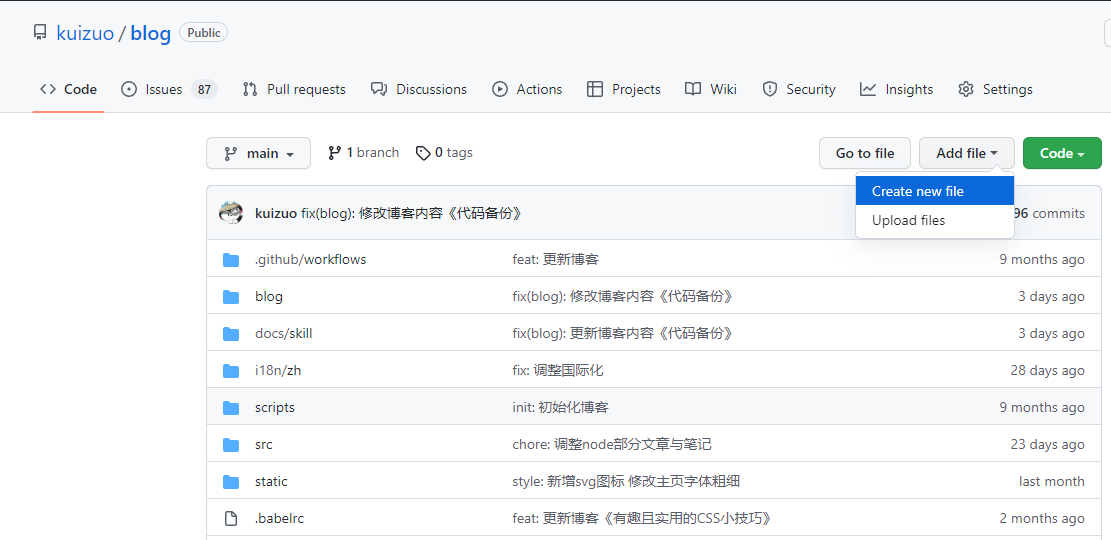 kuizuo / blog Public
Code Issues 87 Pull requests Discussions Actions Projects Wiki Security Insights Settings
main 1 branch 0 tags Go to file Add file Code
Create new file
Upload files
kuizuo fix(blog): 修改博客内容《代码备份》 96 commits
.github/workflows feat: 更新博客 9 months ago
blog fix(blog): 修改博客内容《代码备份》 3 days ago
docs/skill fix(blog): 更新博客内容《代码备份》 3 days ago
i18n/zh fix: 调整国际化 28 days ago
scripts init: 初始化博客 9 months ago
src chore: 调整node部分文章与笔记 23 days ago
static style: 新增svg图标 修改主页字体粗细 last month
.babelrc feat: 更新博客《有趣且实用的CSS小技巧》 2 months ago